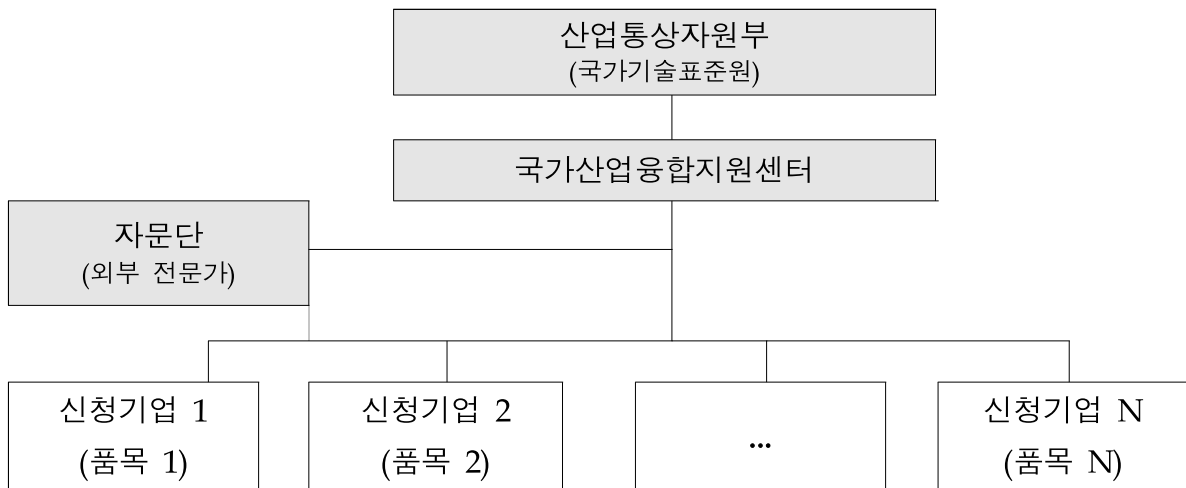 산업통상자원부
(국가기술표준원)
국가산업융합지원센터
자문단
(외부 전문가)
신청기업 1
(품목 1)
신청기업 2
(품목 2)
...
신청기업 N
(품목 N)